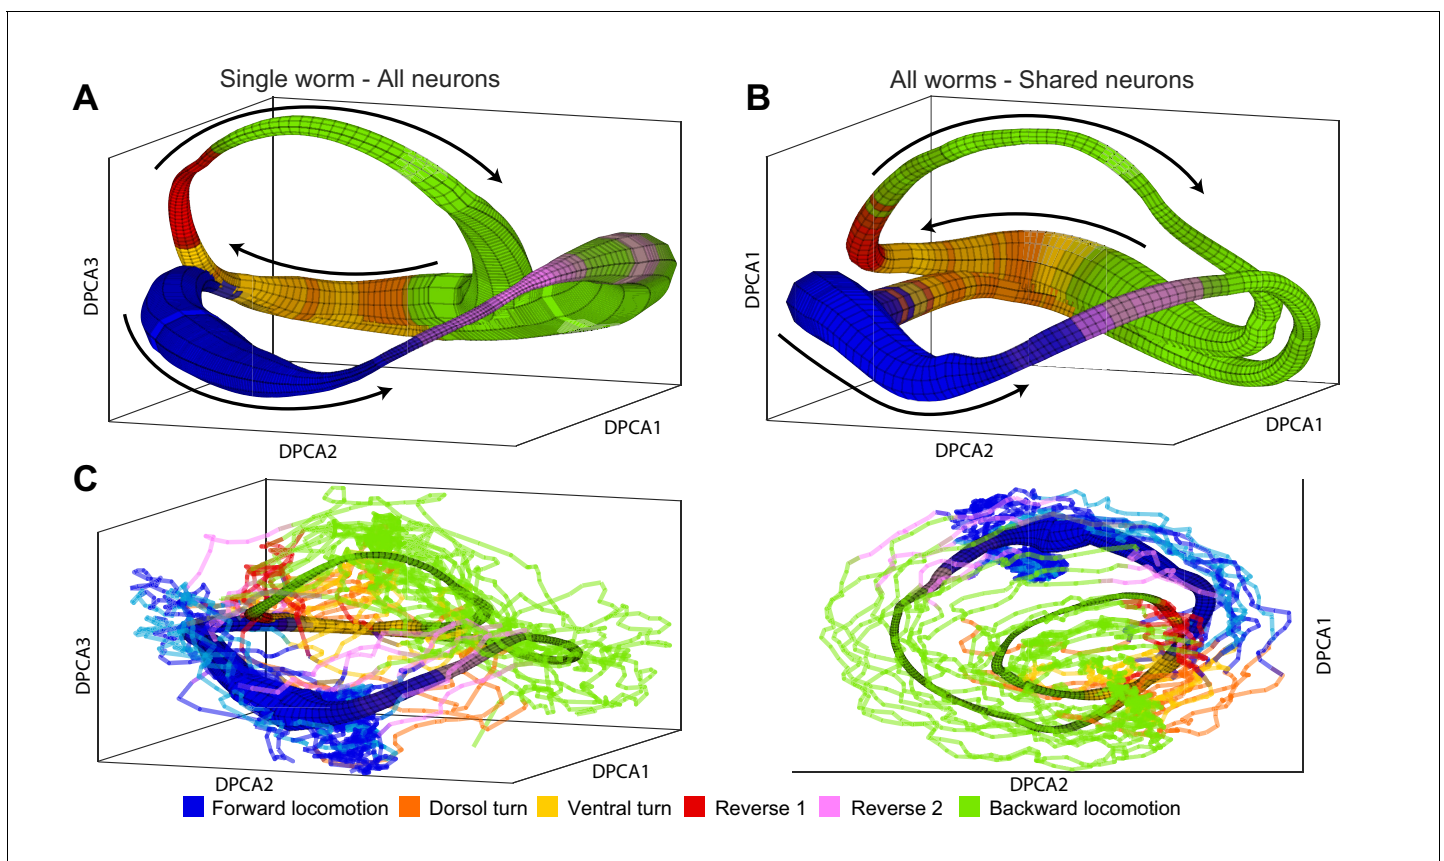 A
Single worm - All neurons
B
All worms - Shared neurons
DPCA3
DPCA2
DPCA1
DPCA1
DPCA2
DPCA1
C
DPCA3
DPCA2
DPCA1
DPCA2
DPCA1
Forward locomotion
Dorsol turn
Ventral turn
Reverse 1
Reverse 2
Backward locomotion